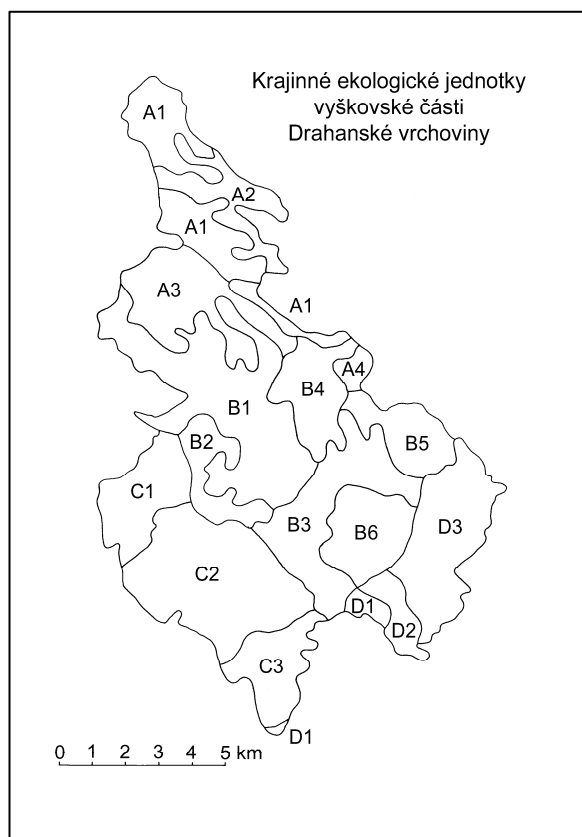 Krajinné ekologické jednotky
vyškovské části
Drahanské vrchoviny
A1
A2
A1
A3
A1
A4
B4
B1
B2
B5
C1
B3
B6
D3
C2
D1
D2
C3
D1
0 1 2 3 4 5 km